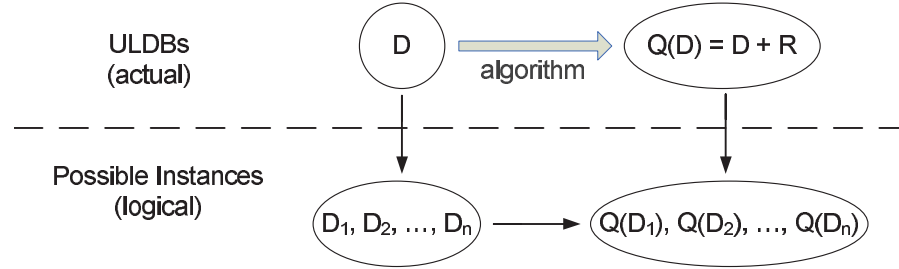 ULDBs
(actual)
D
algorithm
Q(D) = D + R
Possible Instances
(logical)
D₁, D₂, ..., Dₙ
Q(D₁), Q(D₂), ..., Q(Dₙ)